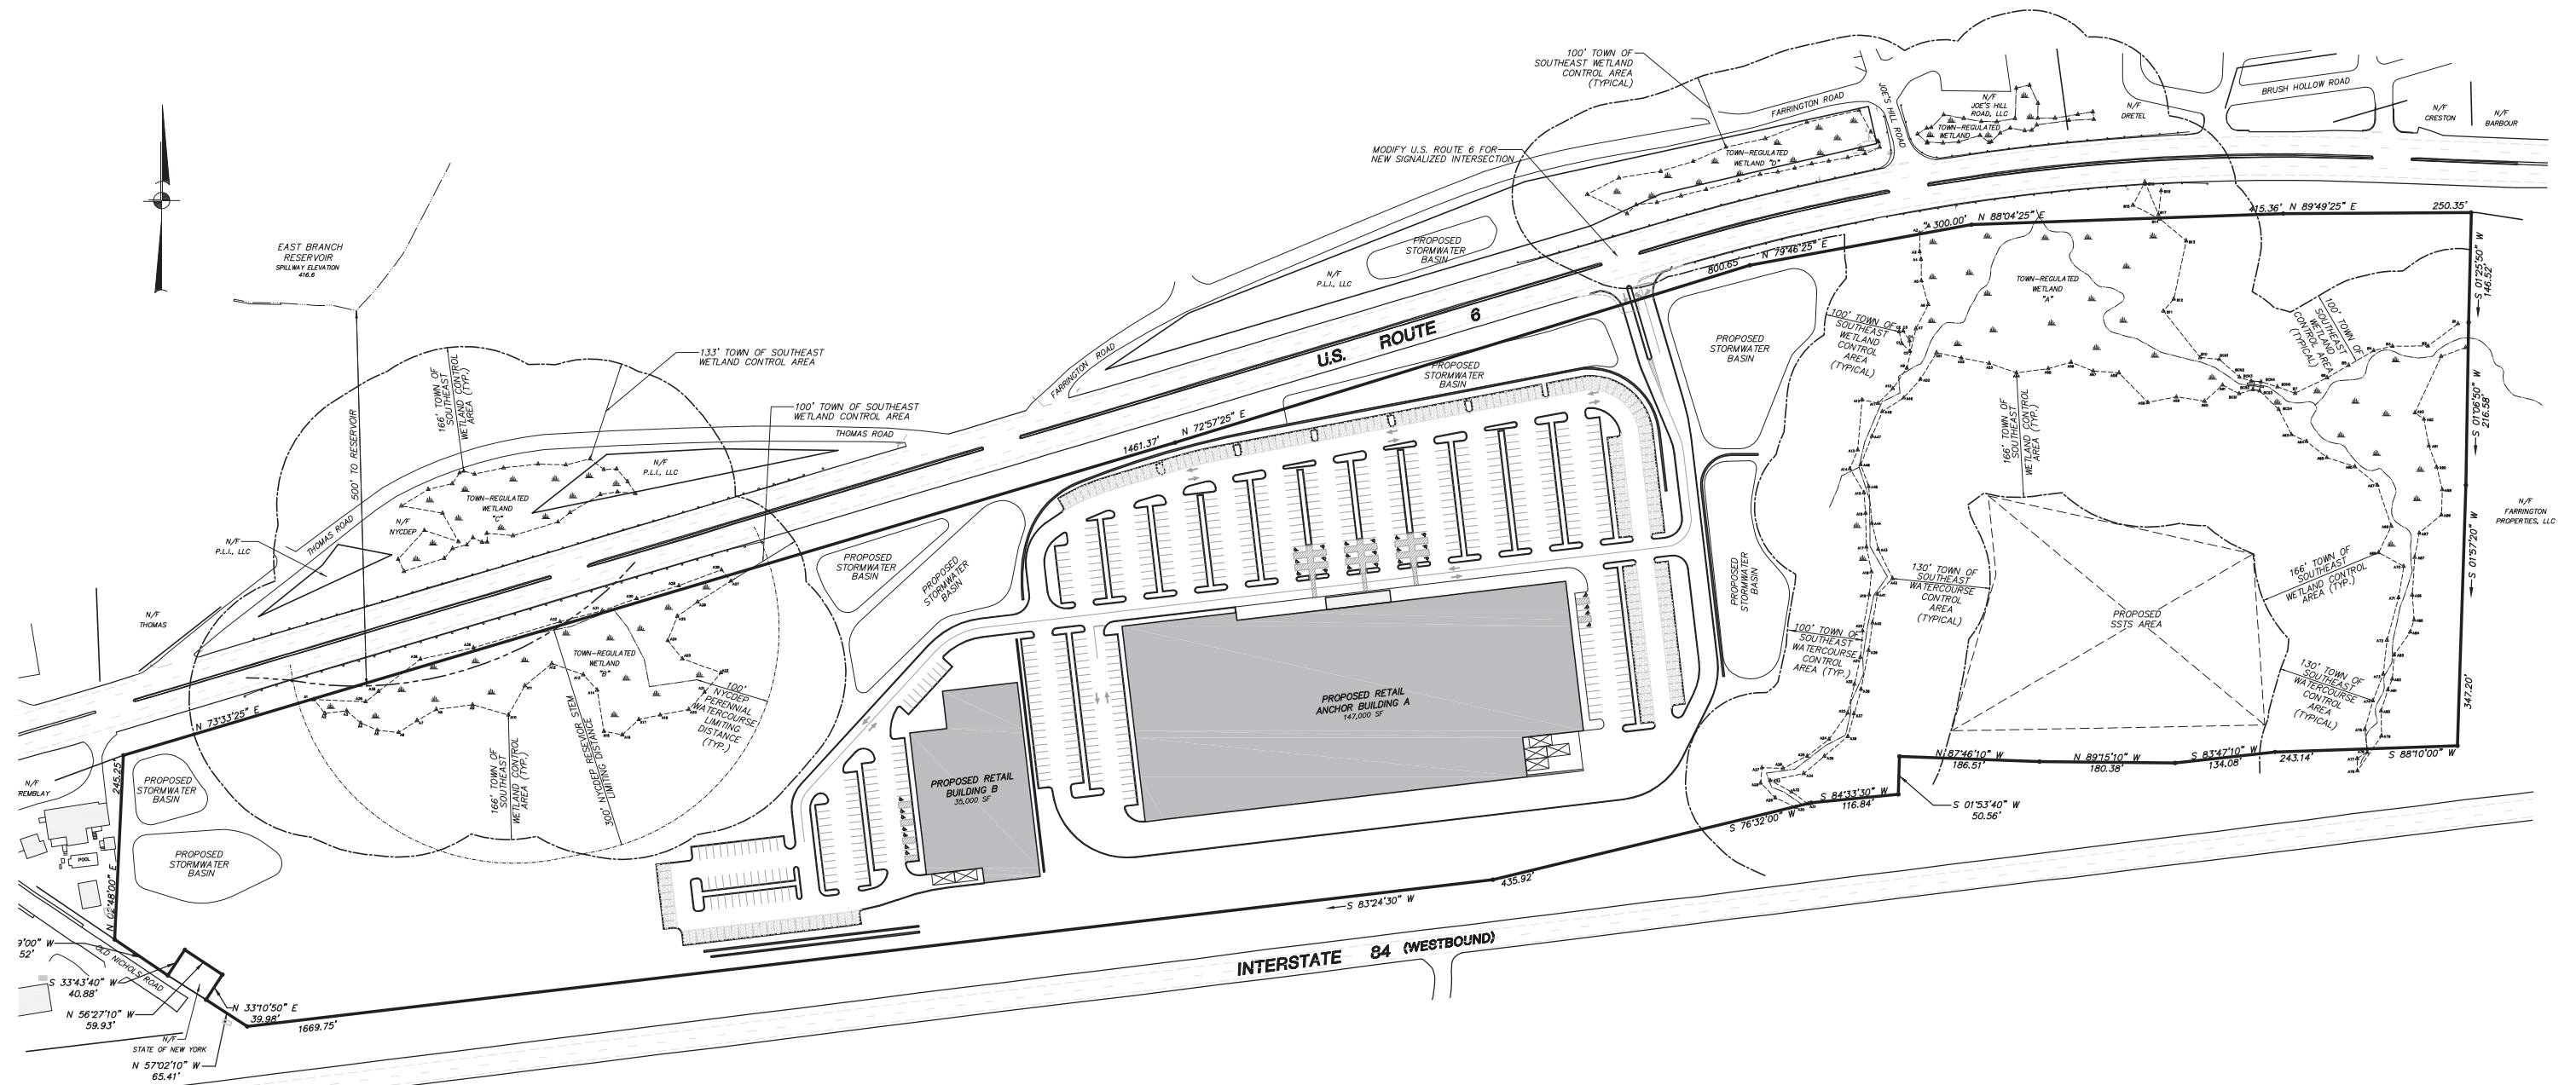 100' TOWN OF
SOUTHEAST WETLAND
CONTROL AREA
(TYPICAL)
MODIFY U.S. ROUTE 6 FOR
NEW SIGNALIZED INTERSECTION
FARRINGTON ROAD
JOE'S HILL ROAD
TOWN-REGULATED
WETLAND "D"
N/F
JOE'S HILL
ROAD, LLC
TOWN-REGULATED
WETLAND
N/F
DRETEL
BRUSH HOLLOW ROAD
N/F
CRESTON
N/F
BARBOUR
EAST BRANCH
RESERVOIR
SPILLWAY ELEVATION
416.6
500' TO RESERVOIR
166' TOWN OF
SOUTHEAST
WETLAND CONTROL
AREA (TYP.)
133' TOWN OF SOUTHEAST
WETLAND CONTROL AREA
100' TOWN OF SOUTHEAST
WETLAND CONTROL AREA
THOMAS ROAD
N/F
P.L.I., LLC
TOWN-REGULATED
WETLAND
"C"
N/F
NYCDEP
THOMAS ROAD
N/F
P.L.I., LLC
N/F
THOMAS
FARRINGTON ROAD
N/F
P.L.I., LLC
PROPOSED
STORMWATER
BASIN
U.S. ROUTE 6
800.65'
N 79°46'25" E
300.00'
N 88°04'25" E
415.36'
N 89°49'25" E
250.35'
S 01°25'50" W
146.52'
S 01°06'50" W
216.58'
S 01°57'20" W
347.20'
N/F
FARRINGTON
PROPERTIES, LLC
TOWN-REGULATED
WETLAND
"A"
100' TOWN OF
SOUTHEAST
WETLAND
CONTROL AREA
(TYPICAL)
100' TOWN OF
SOUTHEAST
WETLAND
CONTROL
AREA
(TYPICAL)
166' TOWN OF
SOUTHEAST
WETLAND CONTROL
AREA (TYP.)
PROPOSED
STORMWATER
BASIN
PROPOSED
STORMWATER
BASIN
1461.37'
N 72°57'25" E
PROPOSED
STORMWATER
BASIN
PROPOSED
STORMWATER
BASIN
PROPOSED
STORMWATER
BASIN
130' TOWN OF
SOUTHEAST
WATERCOURSE
CONTROL
AREA
(TYPICAL)
100' TOWN OF
SOUTHEAST
WATERCOURSE
CONTROL
AREA (TYP.)
PROPOSED
SSTS AREA
166' TOWN OF
SOUTHEAST
WETLAND CONTROL
AREA (TYP.)
130' TOWN OF
SOUTHEAST
WATERCOURSE
CONTROL
AREA
(TYPICAL)
TOWN-REGULATED
WETLAND
"B"
100'
NYCDEP
PERENNIAL
WATERCOURSE
LIMITING
DISTANCE
(TYP.)
300' NYCDEP RESEVIOR STEM
LIMITING DISTANCE
166' TOWN OF
SOUTHEAST
WETLAND CONTROL
AREA (TYP.)
N 73°33'25" E
245.25'
N 02°48'00" E
N/F
REMBLAY
POOL
PROPOSED
STORMWATER
BASIN
PROPOSED
STORMWATER
BASIN
PROPOSED RETAIL
ANCHOR BUILDING A
147,000 SF
PROPOSED RETAIL
BUILDING B
35,000 SF
N 87°46'10" W
186.51'
N 89°15'10" W
180.38'
S 83°47'10" W
134.08'
243.14'
S 88°10'00" W
S 01°53'40" W
50.56'
S 84°33'30" W
116.84'
S 76°32'00" W
435.92'
S 83°24'30" W
INTERSTATE 84 (WESTBOUND)
9'00" W
52'
OLD NICHOLS ROAD
S 33°43'40" W
40.88'
N 56°27'10" W
59.93'
N 33°10'50" E
39.98'
1669.75'
N/F
STATE OF NEW YORK
N 57°02'10" W
65.41'